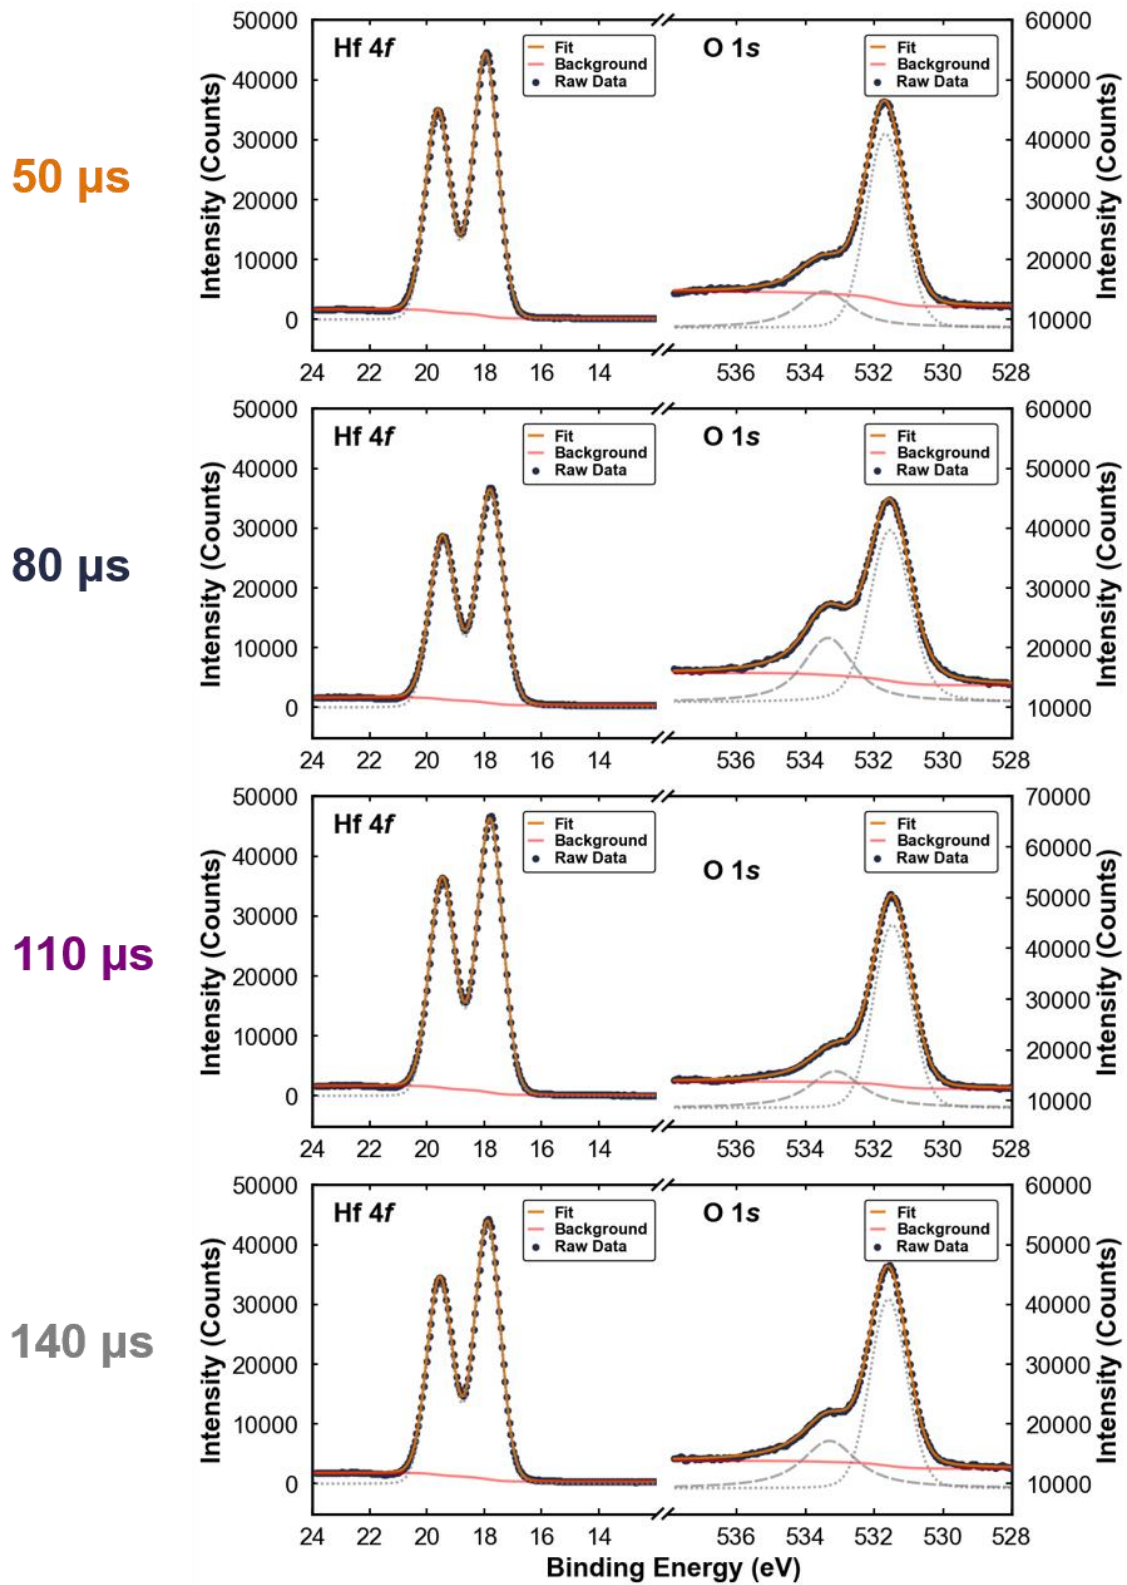 50 µs
Hf 4f
O 1s
Fit
Background
Raw Data
Fit
Background
Raw Data
Intensity (Counts)
50000
40000
30000
20000
10000
0
60000
50000
40000
30000
20000
10000
Intensity (Counts)
24 22 20 18 16 14 536 534 532 530 528
80 µs
Hf 4f
O 1s
Fit
Background
Raw Data
Fit
Background
Raw Data
Intensity (Counts)
50000
40000
30000
20000
10000
0
60000
50000
40000
30000
20000
10000
Intensity (Counts)
24 22 20 18 16 14 536 534 532 530 528
110 µs
Hf 4f
O 1s
Fit
Background
Raw Data
Fit
Background
Raw Data
Intensity (Counts)
50000
40000
30000
20000
10000
0
70000
60000
50000
40000
30000
20000
10000
Intensity (Counts)
24 22 20 18 16 14 536 534 532 530 528
140 µs
Hf 4f
O 1s
Fit
Background
Raw Data
Fit
Background
Raw Data
Intensity (Counts)
50000
40000
30000
20000
10000
0
60000
50000
40000
30000
20000
10000
Intensity (Counts)
24 22 20 18 16 14 536 534 532 530 528
Binding Energy (eV)